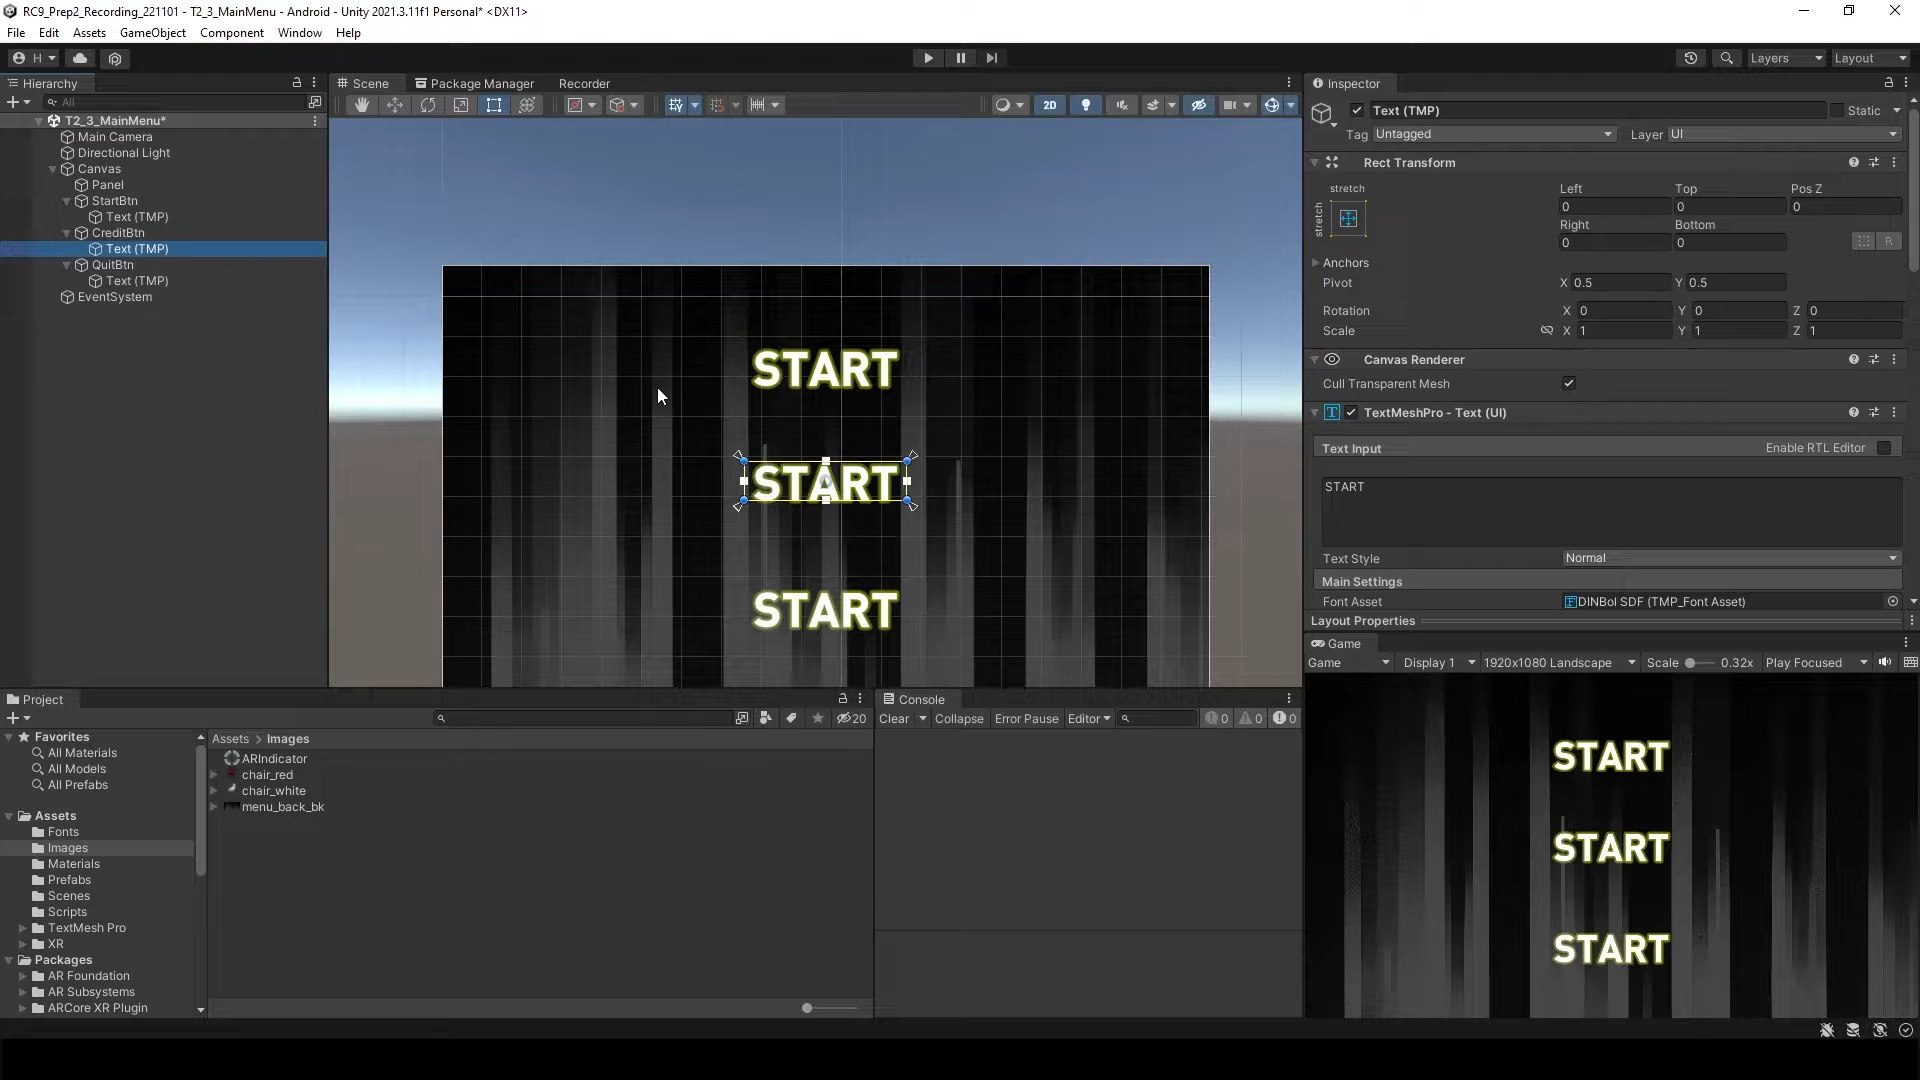 RC9_Prep2_Recording_221101 - T2_3_MainMenu - Android - Unity 2021.3.11f1 Personal* <DX11>
File Edit Assets GameObject Component Window Help
H Layers Layout
Hierarchy
All
T2_3_MainMenu*
Main Camera
Directional Light
Canvas
Panel
StartBtn
Text (TMP)
CreditBtn
Text (TMP)
QuitBtn
Text (TMP)
EventSystem
Scene Package Manager Recorder
2D
START
START
START
Inspector
Text (TMP) Static
Tag Untagged Layer UI
Rect Transform
stretch
stretch
Left Top Pos Z
0 0 0
Right Bottom
0 0 R
Anchors
Pivot X 0.5 Y 0.5
Rotation X 0 Y 0 Z 0
Scale X 1 Y 1 Z 1
Canvas Renderer
Cull Transparent Mesh
TextMeshPro - Text (UI)
Text Input Enable RTL Editor
START
Text Style Normal
Main Settings
Font Asset DINBol SDF (TMP_Font Asset)
Layout Properties
Game
Game Display 1 1920x1080 Landscape Scale 0.32x Play Focused
START
START
START
Project
20
Favorites
All Materials
All Models
All Prefabs
Assets
Fonts
Images
Materials
Prefabs
Scenes
Scripts
TextMesh Pro
XR
Packages
AR Foundation
AR Subsystems
ARCore XR Plugin
Assets > Images
ARIndicator
chair_red
chair_white
menu_back_bk
Console
Clear Collapse Error Pause Editor 0 0 0